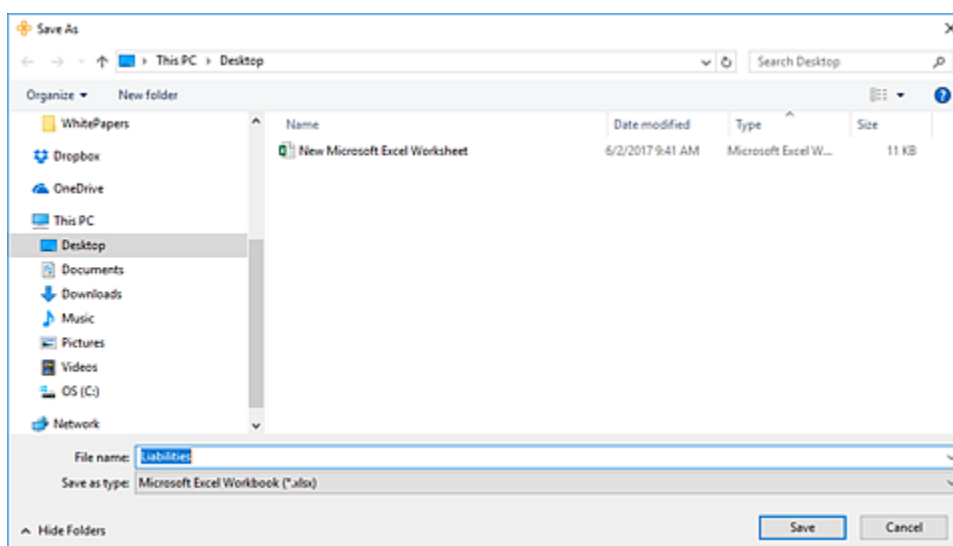 Save As
This PC > Desktop
Search Desktop
Organize
New folder
WhitePapers
Dropbox
OneDrive
This PC
Desktop
Documents
Downloads
Music
Pictures
Videos
OS (C:)
Network
Name Date modified Type Size
New Microsoft Excel Worksheet 6/2/2017 9:41 AM Microsoft Excel W... 11 KB
File name: Liabilities
Save as type: Microsoft Excel Workbook (*.xlsx)
Hide Folders
Save
Cancel